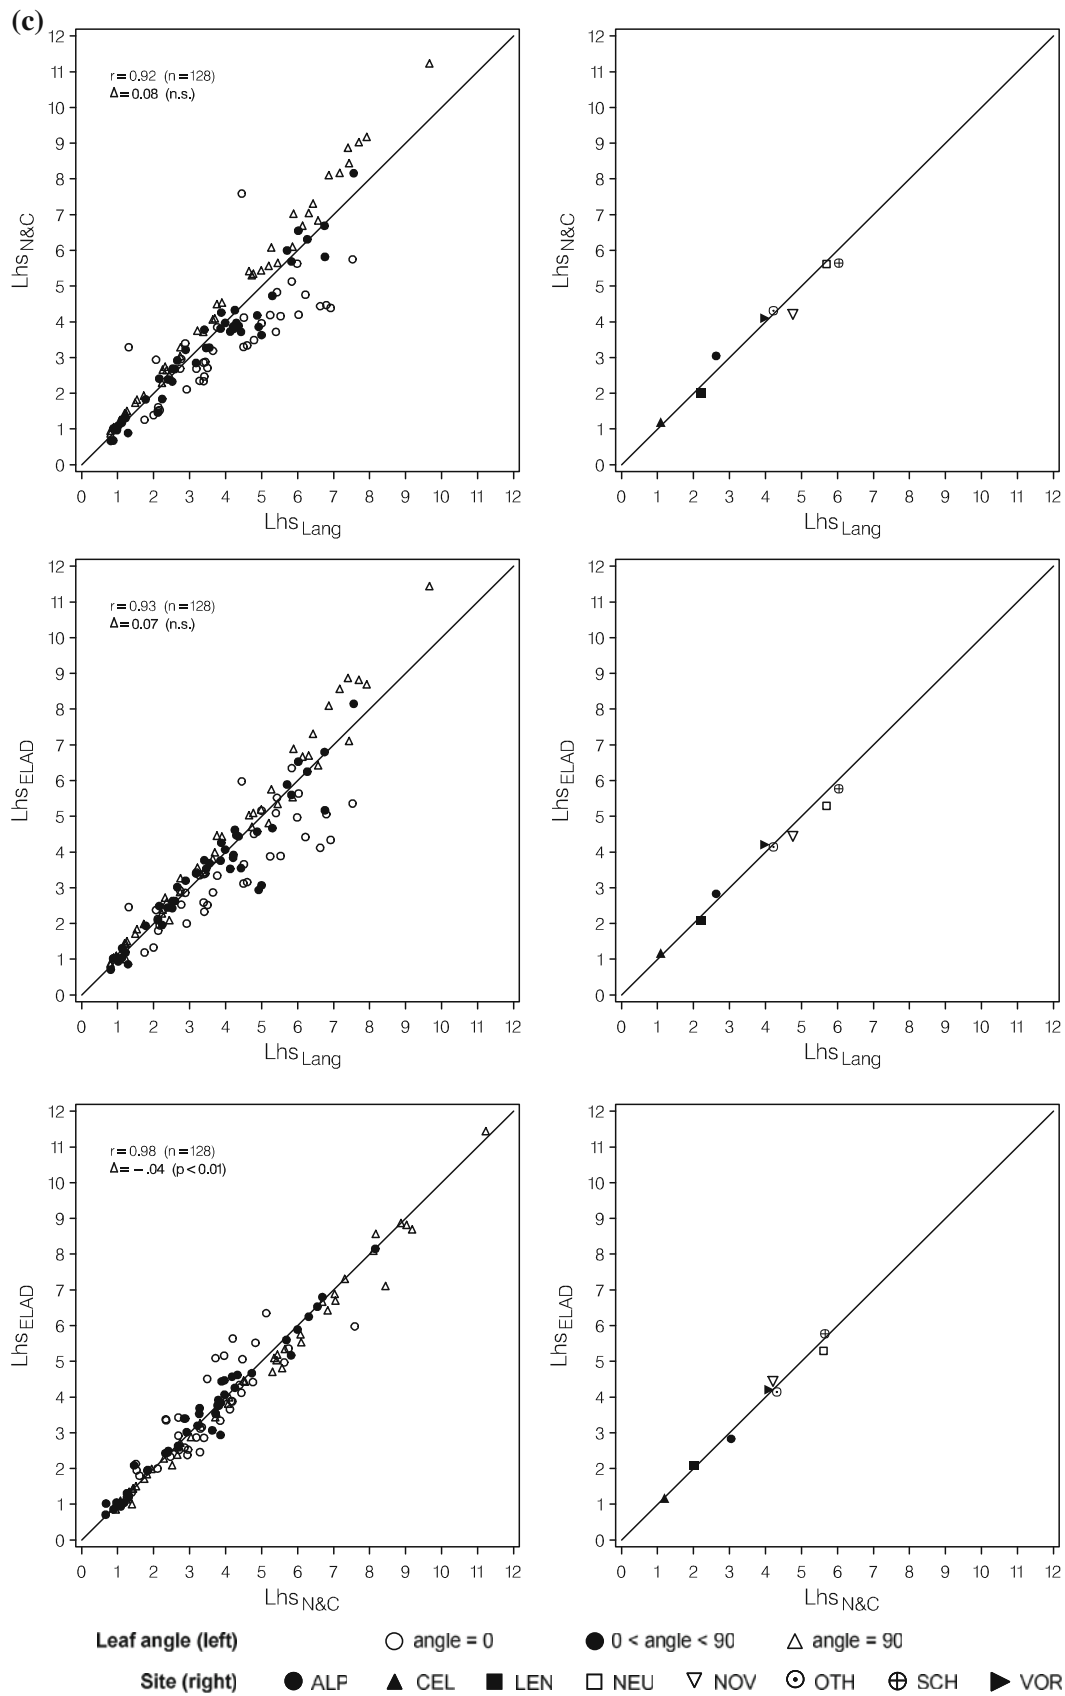 (c)
12
11
10
9
8
7
6
5
4
3
2
1
0
Lhs N&C
r = 0.92 (n = 128)
Δ = 0.08 (n.s.)
0 1 2 3 4 5 6 7 8 9 10 11 12
Lhs Lang
12
11
10
9
8
7
6
5
4
3
2
1
0
Lhs N&C
0 1 2 3 4 5 6 7 8 9 10 11 12
Lhs Lang
12
11
10
9
8
7
6
5
4
3
2
1
0
Lhs ELAD
r = 0.93 (n = 128)
Δ = 0.07 (n.s.)
0 1 2 3 4 5 6 7 8 9 10 11 12
Lhs Lang
12
11
10
9
8
7
6
5
4
3
2
1
0
Lhs ELAD
0 1 2 3 4 5 6 7 8 9 10 11 12
Lhs Lang
12
11
10
9
8
7
6
5
4
3
2
1
0
Lhs ELAD
r = 0.98 (n = 128)
Δ = -.04 (p < 0.01)
0 1 2 3 4 5 6 7 8 9 10 11 12
Lhs N&C
12
11
10
9
8
7
6
5
4
3
2
1
0
Lhs ELAD
0 1 2 3 4 5 6 7 8 9 10 11 12
Lhs N&C
Leaf angle (left) angle = 0 0 < angle < 90 angle = 90
Site (right) ALP CEL LEN NEU NOV OTH SCH VOR